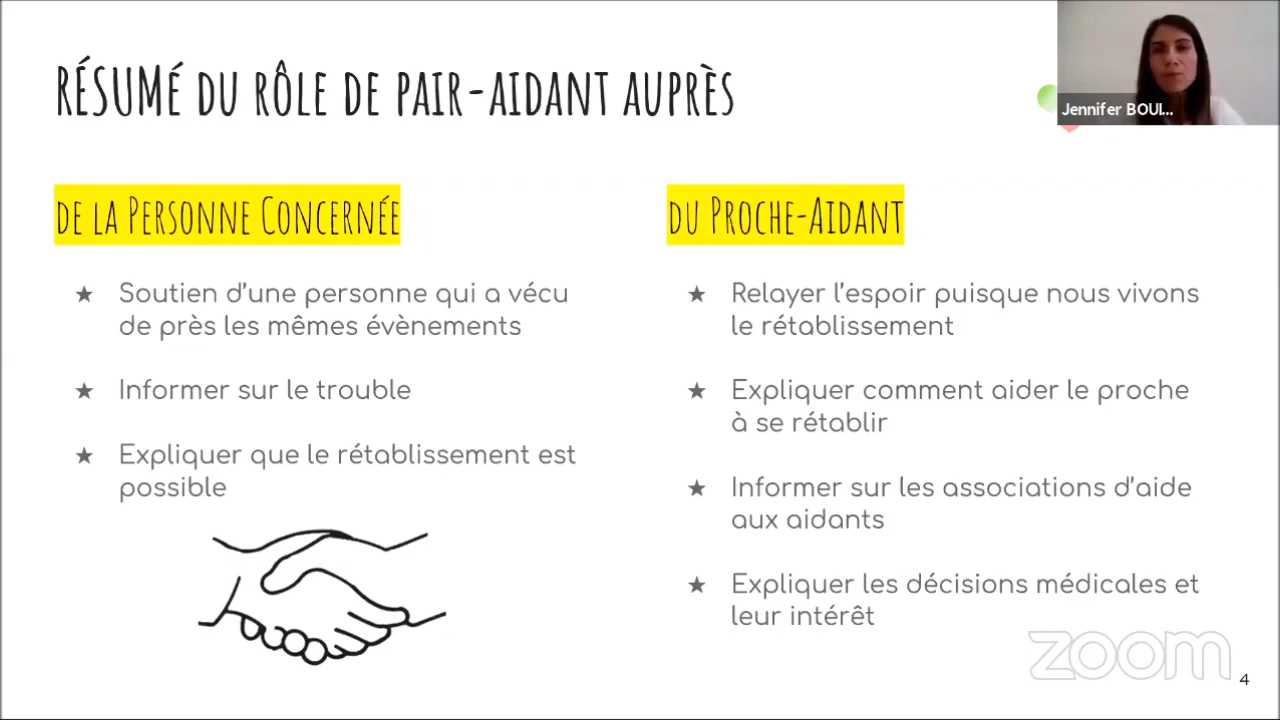 RÉSUMÉ DU RÔLE DE PAIR-AIDANT AUPRÈS
Jennifer BOUI...
DE LA PERSONNE CONCERNÉE
★ Soutien d'une personne qui a vécu
de près les mêmes évènements
★ Informer sur le trouble
★ Expliquer que le rétablissement est
possible
DU PROCHE-AIDANT
★ Relayer l'espoir puisque nous vivons
le rétablissement
★ Expliquer comment aider le proche
à se rétablir
★ Informer sur les associations d'aide
aux aidants
★ Expliquer les décisions médicales et
leur intérêt
zoom
4